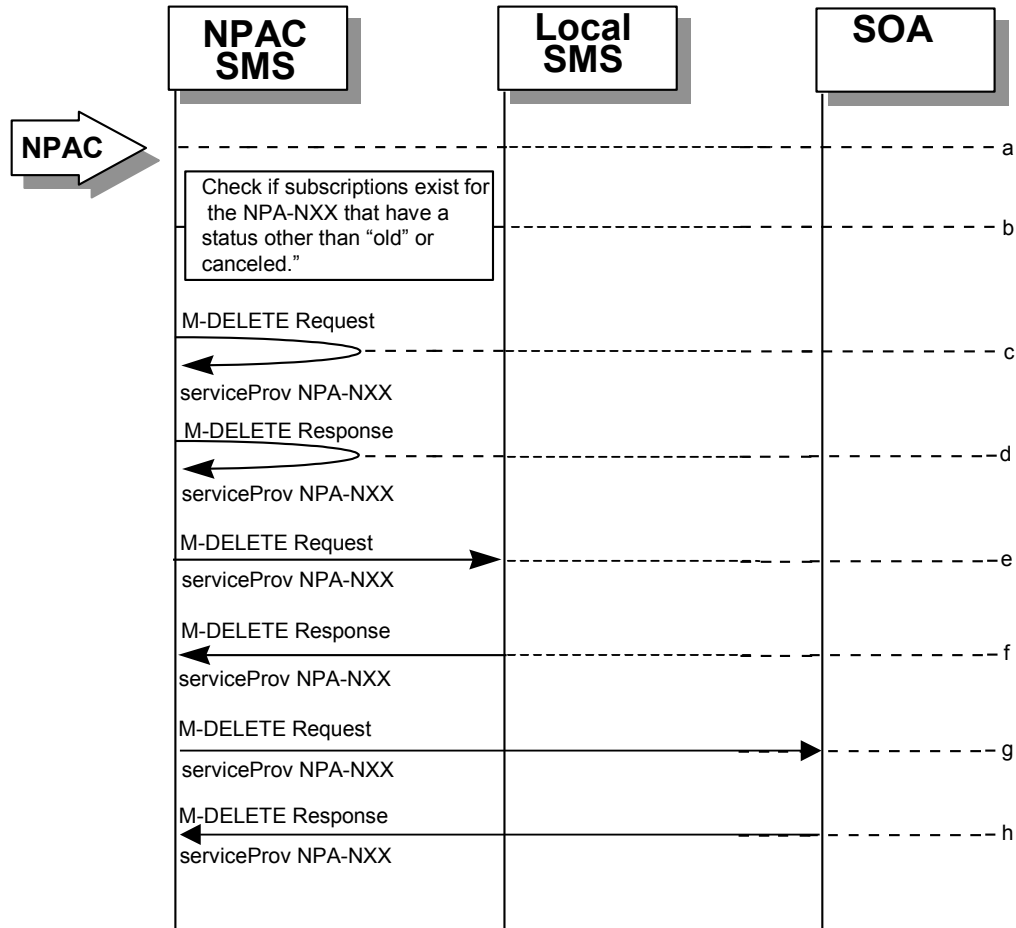 NPAC
SMS
Local
SMS
SOA
NPAC
a
Check if subscriptions exist for
the NPA-NXX that have a
status other than “old” or
canceled.”
b
M-DELETE Request
c
serviceProv NPA-NXX
M-DELETE Response
d
serviceProv NPA-NXX
M-DELETE Request
e
serviceProv NPA-NXX
M-DELETE Response
f
serviceProv NPA-NXX
M-DELETE Request
g
serviceProv NPA-NXX
M-DELETE Response
h
serviceProv NPA-NXX